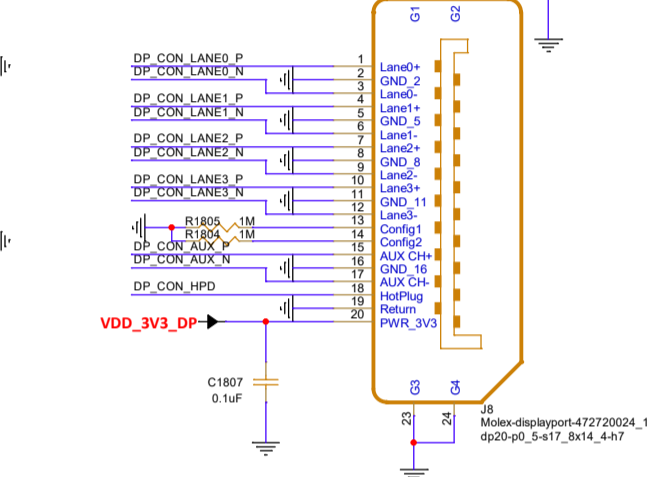 G1 G2
DP_CON_LANE0_P 1 Lane0+
DP_CON_LANE0_N 2 GND_2
3 Lane0-
DP_CON_LANE1_P 4 Lane1+
DP_CON_LANE1_N 5 GND_5
6 Lane1-
DP_CON_LANE2_P 7 Lane2+
DP_CON_LANE2_N 8 GND_8
9 Lane2-
DP_CON_LANE3_P 10 Lane3+
DP_CON_LANE3_N 11 GND_11
12 Lane3-
R1805 1M 13 Config1
R1804 1M 14 Config2
DP_CON_AUX_P 15 AUX CH+
DP_CON_AUX_N 16 GND_16
17 AUX CH-
DP_CON_HPD 18 HotPlug
19 Return
VDD_3V3_DP 20 PWR_3V3
C1807
0.1uF
G3 G4
23 24
J8
Molex-displayport-472720024_1
dp20-p0_5-s17_8x14_4-h7